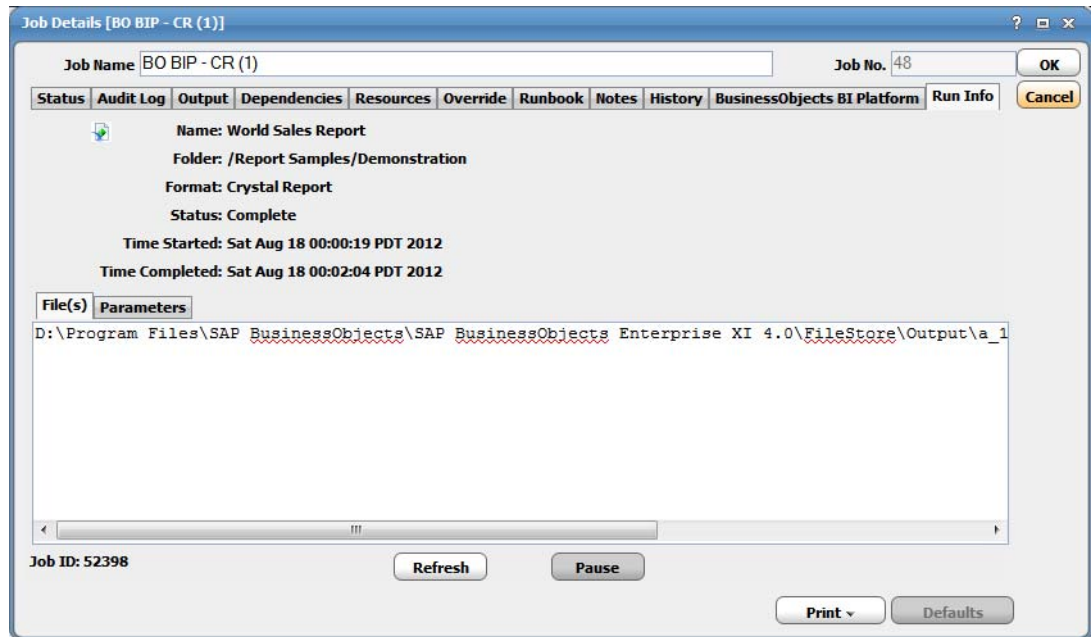 Job Details [BO BIP - CR (1)] ?
Job Name BO BIP - CR (1) Job No. 48 OK
Status Audit Log Output Dependencies Resources Override Runbook Notes History BusinessObjects BI Platform Run Info Cancel
Name: World Sales Report
Folder: /Report Samples/Demonstration
Format: Crystal Report
Status: Complete
Time Started: Sat Aug 18 00:00:19 PDT 2012
Time Completed: Sat Aug 18 00:02:04 PDT 2012
File(s) Parameters
D:\Program Files\SAP BusinessObjects\SAP BusinessObjects Enterprise XI 4.0\FileStore\Output\a_1
Job ID: 52398 Refresh Pause
Print Defaults